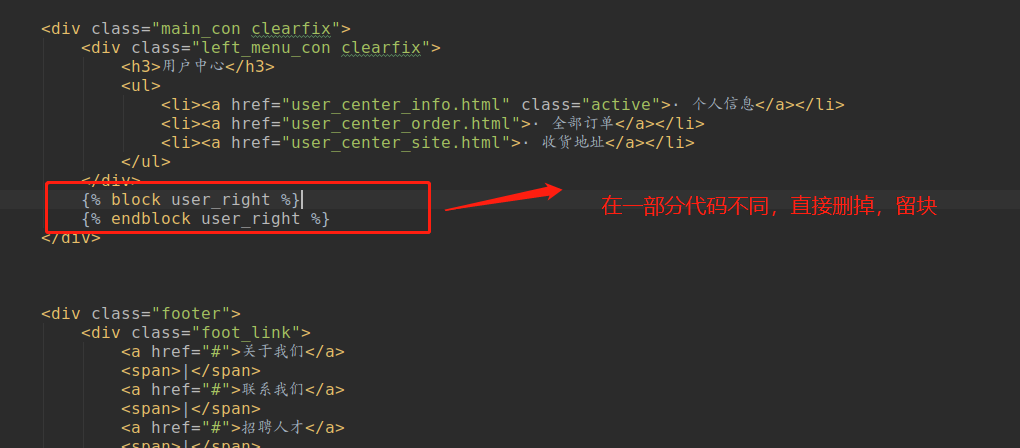 <div class="main_con clearfix">
<div class="left_menu_con clearfix">
<h3>用户中心</h3>
<ul>
<li><a href="user_center_info.html" class="active">· 个人信息</a></li>
<li><a href="user_center_order.html">· 全部订单</a></li>
<li><a href="user_center_site.html">· 收货地址</a></li>
</ul>
</div>
{% block user_right %}
在一部分代码不同，直接删掉，留块
{% endblock user_right %}
</div>
<div class="footer">
<div class="foot_link">
<a href="#">关于我们</a>
<span>|</span>
<a href="#">联系我们</a>
<span>|</span>
<a href="#">招聘人才</a>
<span>|</span>